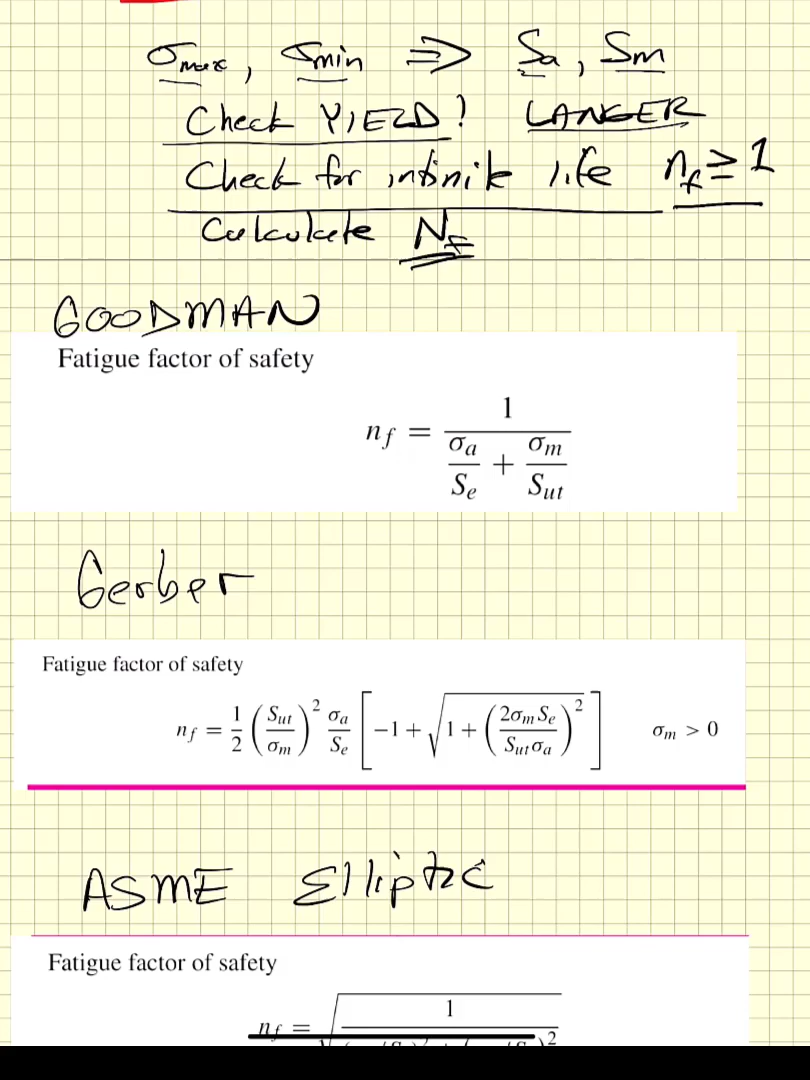 σmax, σmin ⇒ Sa, Sm
Check YIELD? LANGER
Check for infinite life nf ≥ 1
Calculate Nf
GOODMAN
Fatigue factor of safety
nf = 1 / (σa/Se + σm/Sut)
Gerber
Fatigue factor of safety
nf = 1/2 (Sut/σm)^2 σa/Se [−1 + √(1 + (2σmSe/Sutσa)^2)] σm > 0
ASME Elliptic
Fatigue factor of safety
nf = √ 1